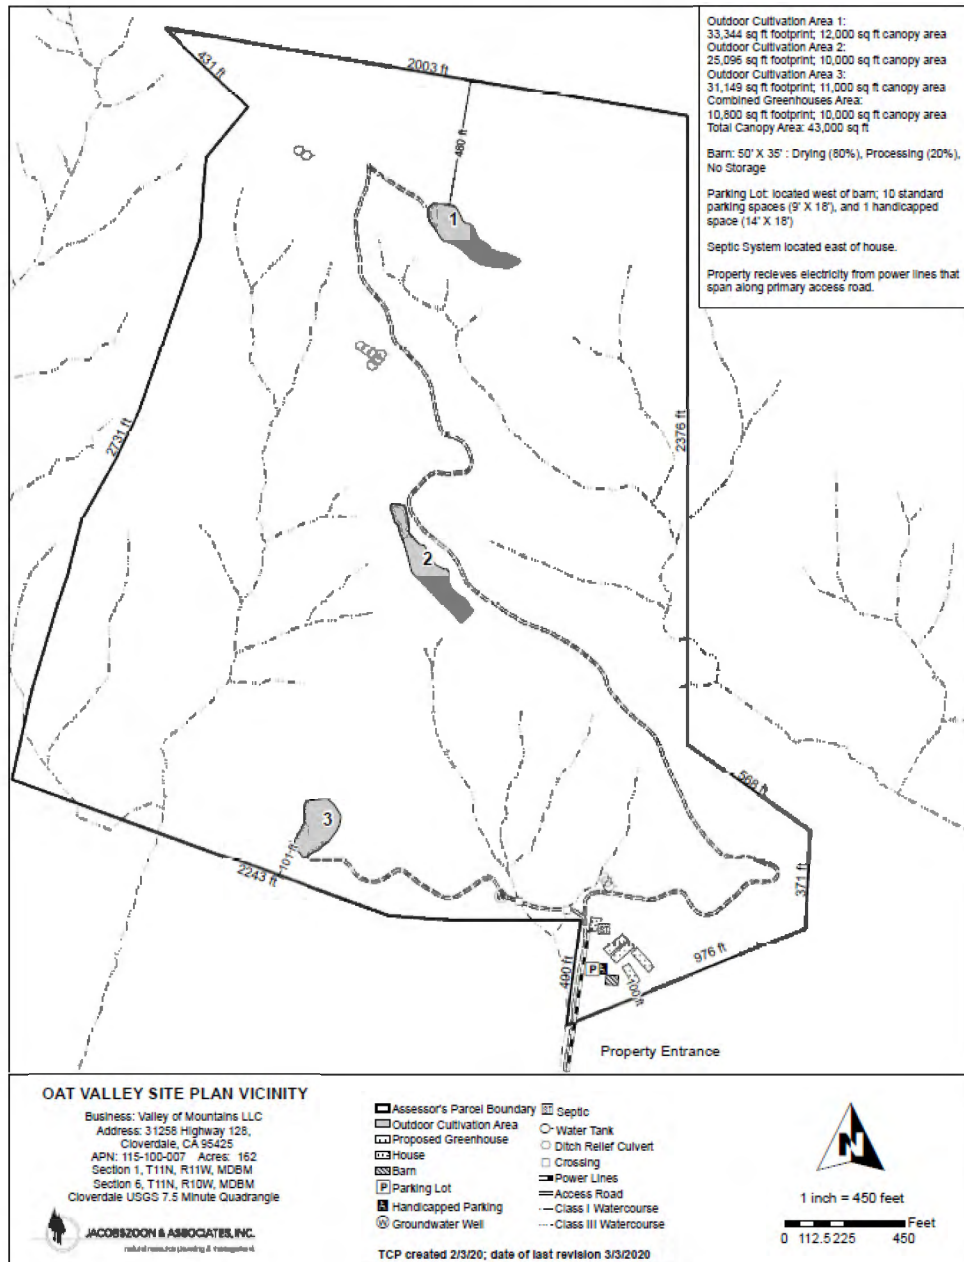 Outdoor Cultivation Area 1:
33,344 sq ft footprint; 12,000 sq ft canopy area
Outdoor Cultivation Area 2:
25,096 sq ft footprint; 10,000 sq ft canopy area
Outdoor Cultivation Area 3:
31,149 sq ft footprint; 11,000 sq ft canopy area
Combined Greenhouses Area:
10,800 sq ft footprint; 10,000 sq ft canopy area
Total Canopy Area: 43,000 sq ft
Barn: 50' X 35' : Drying (80%), Processing (20%),
No Storage
Parking Lot: located west of barn; 10 standard
parking spaces (9' X 18'), and 1 handicapped
space (14' X 18')
Septic System located east of house.
Property recieves electricity from power lines that
span along primary access road.
431 ft
2003 ft
480 ft
1
2731 ft
2376 ft
2
568 ft
3
101 ft
2243 ft
371 ft
ST
976 ft
490 ft
P
100 ft
Property Entrance
OAT VALLEY SITE PLAN VICINITY
Business: Valley of Mountains LLC
Address: 31258 Highway 128,
Cloverdale, CA 95425
APN: 115-100-007 Acres: 162
Section 1, T11N, R11W, MDBM
Section 6, T11N, R10W, MDBM
Cloverdale USGS 7.5 Minute Quadrangle
JACOBSZOON & ASSOCIATES, INC.
natural resource planning & management
Assessor's Parcel Boundary
Outdoor Cultivation Area
Proposed Greenhouse
House
Barn
P Parking Lot
Handicapped Parking
W Groundwater Well
ST Septic
Water Tank
Ditch Relief Culvert
Crossing
Power Lines
Access Road
Class I Watercourse
Class III Watercourse
TCP created 2/3/20; date of last revision 3/3/2020
N
1 inch = 450 feet
Feet
0 112.5 225 450